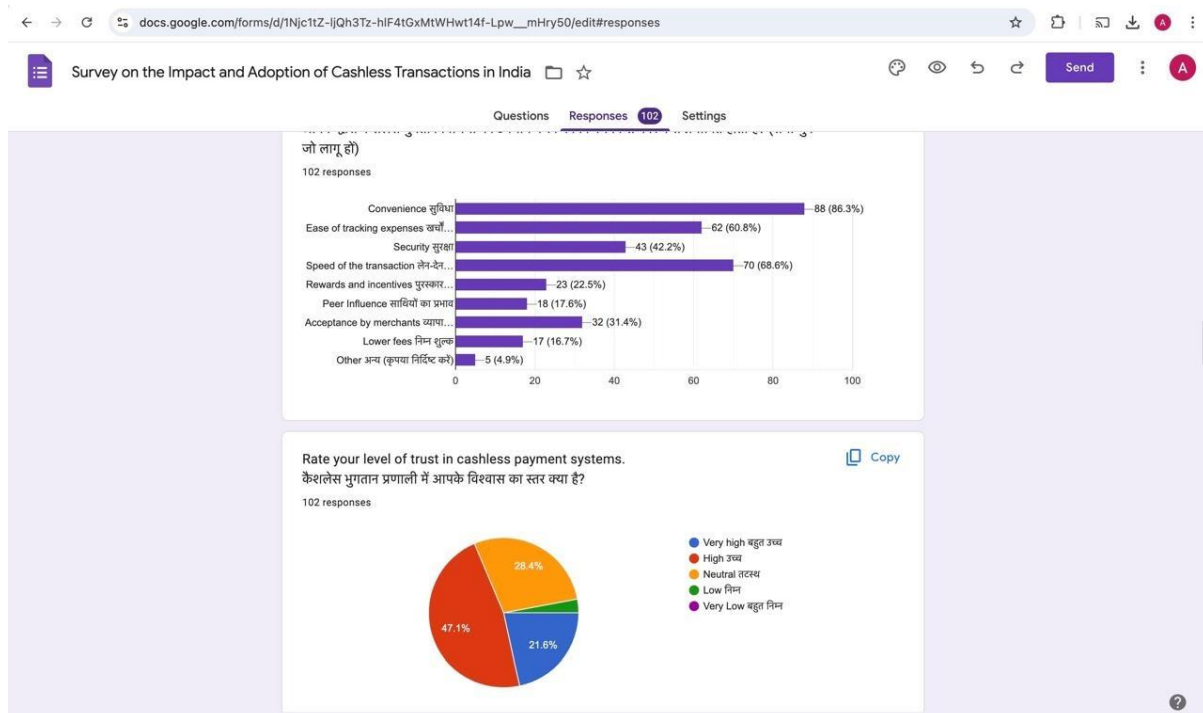 docs.google.com/forms/d/1Njc1tZ-ljQh3Tz-hlF4tGxMtWHwt14f-Lpw__mHry50/edit#responses
A
Survey on the Impact and Adoption of Cashless Transactions in India
Send
A
Questions Responses 102 Settings
जो लागू हों)
102 responses
Convenience सुविधा 88 (86.3%)
Ease of tracking expenses खर्चों... 62 (60.8%)
Security सुरक्षा 43 (42.2%)
Speed of the transaction लेन-देन... 70 (68.6%)
Rewards and incentives पुरस्कार... 23 (22.5%)
Peer Influence साथियों का प्रभाव 18 (17.6%)
Acceptance by merchants व्यापा... 32 (31.4%)
Lower fees निम्न शुल्क 17 (16.7%)
Other अन्य (कृपया निर्दिष्ट करें) 5 (4.9%)
0 20 40 60 80 100
Rate your level of trust in cashless payment systems.
Copy
कैशलेस भुगतान प्रणाली में आपके विश्वास का स्तर क्या है?
102 responses
Very high बहुत उच्च
High उच्च
Neutral तटस्थ
Low निम्न
Very Low बहुत निम्न
28.4%
47.1%
21.6%